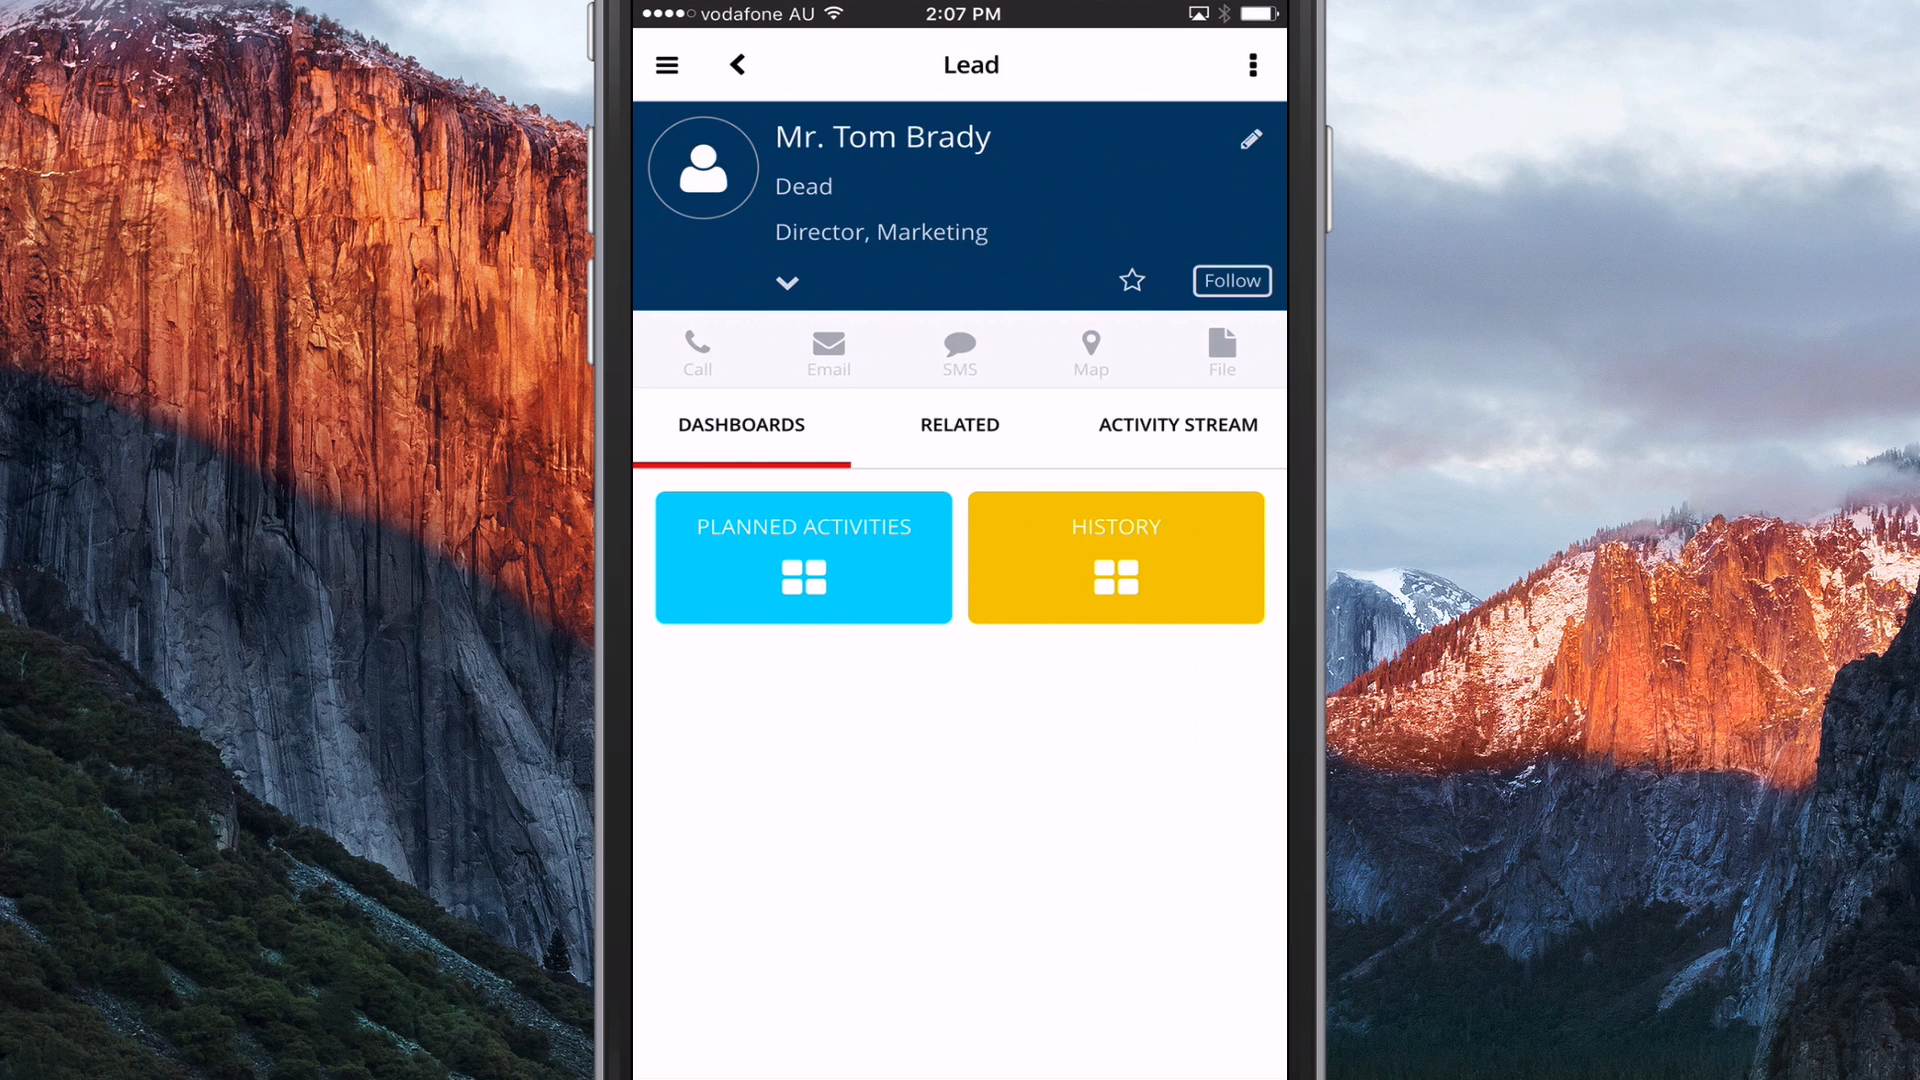 vodafone AU 2:07 PM
Lead
Mr. Tom Brady
Dead
Director, Marketing
Follow
Call Email SMS Map File
DASHBOARDS RELATED ACTIVITY STREAM
PLANNED ACTIVITIES HISTORY